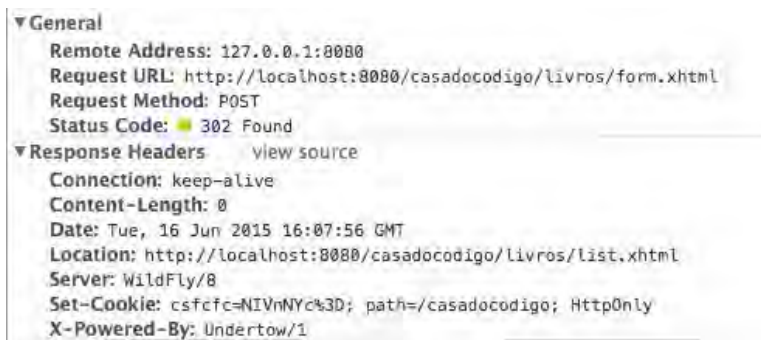 ▼General
Remote Address: 127.0.0.1:8080
Request URL: http://localhost:8080/casadocodigo/livros/form.xhtml
Request Method: POST
Status Code: 302 Found
▼Response Headers view source
Connection: keep-alive
Content-Length: 0
Date: Tue, 16 Jun 2015 16:07:56 GMT
Location: http://localhost:8080/casadocodigo/livros/list.xhtml
Server: WildFly/8
Set-Cookie: csfcfc=NIVnNYc%3D; path=/casadocodigo; HttpOnly
X-Powered-By: Undertow/1